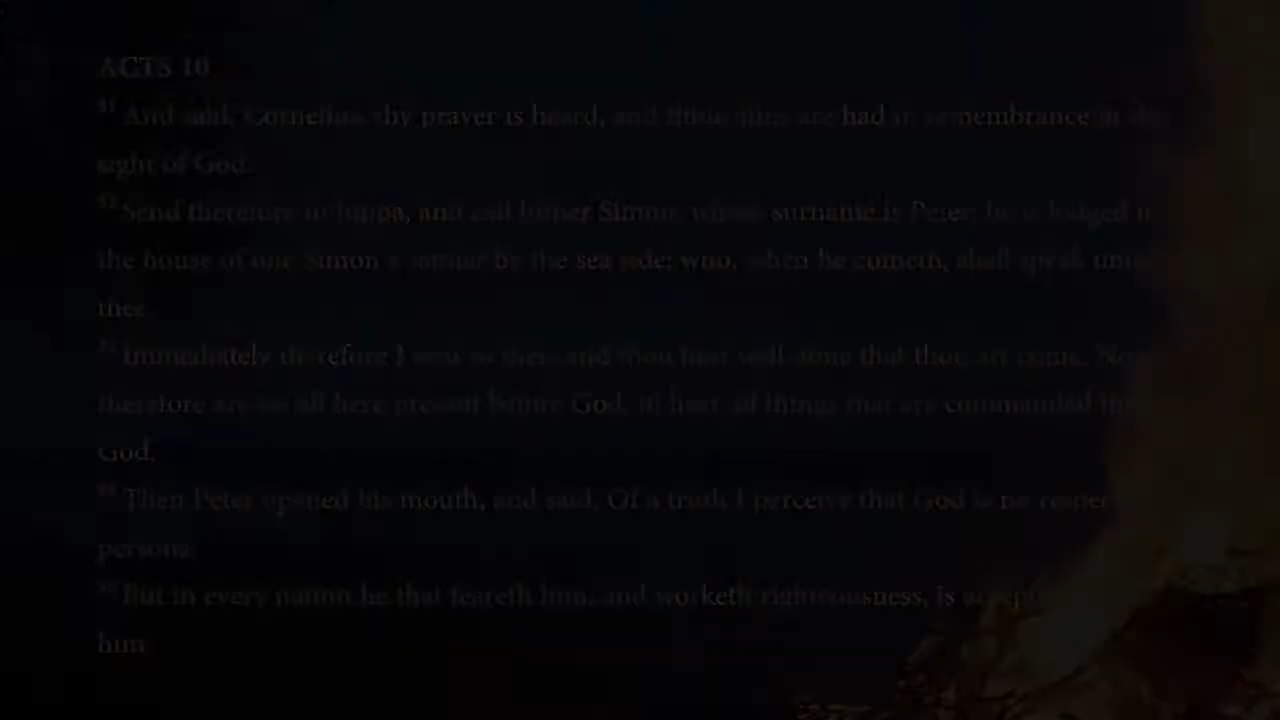 ACTS 10
31 And said, Cornelius, thy prayer is heard, and thine alms are had in remembrance in the
sight of God.
32 Send therefore to Joppa, and call hither Simon, whose surname is Peter; he is lodged in
the house of one Simon a tanner by the sea side: who, when he cometh, shall speak unto
thee.
33 Immediately therefore I sent to thee; and thou hast well done that thou art come. Now
therefore are we all here present before God, to hear all things that are commanded thee
God.
34 Then Peter opened his mouth, and said, Of a truth I perceive that God is no
persons:
35 But in every nation he that feareth him, and worketh righteousness, is
him